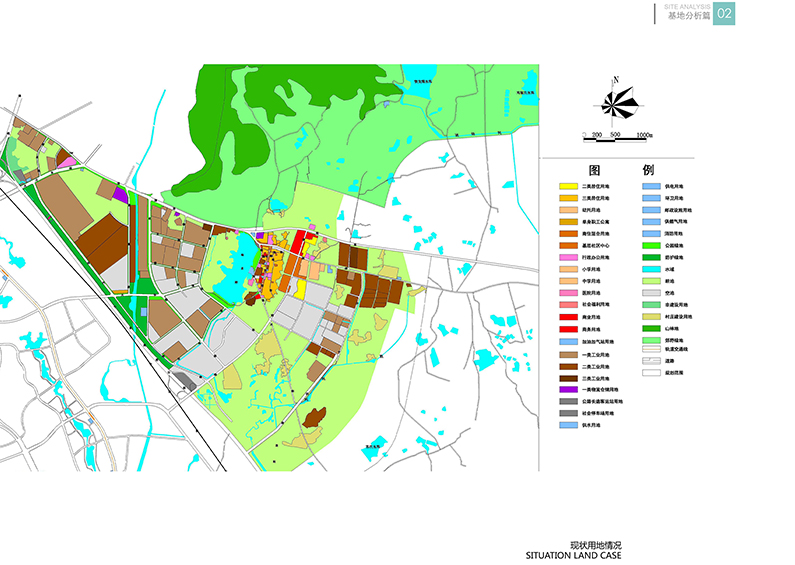 SITE ANALYSIS
基地分析篇
02
N
0 200 500 1000m
图 例
二类居住用地
三类居住用地
幼托用地
单身职工公寓
商住混合用地
基层社区中心
行政办公用地
小学用地
中学用地
医院用地
社会福利用地
商业用地
商务用地
加油加气站用地
一类工业用地
二类工业用地
三类工业用地
一类物流仓储用地
公路长途客运站用地
社会停车场用地
供水用地
供电用地
环卫用地
邮政设施用地
供燃气用地
消防用地
公园绿地
防护绿地
水域
耕地
空地
非建设用地
村庄建设用地
山林地
郊野绿地
轨道交通线
道路
规划范围
现状用地情况
SITUATION LAND CASE